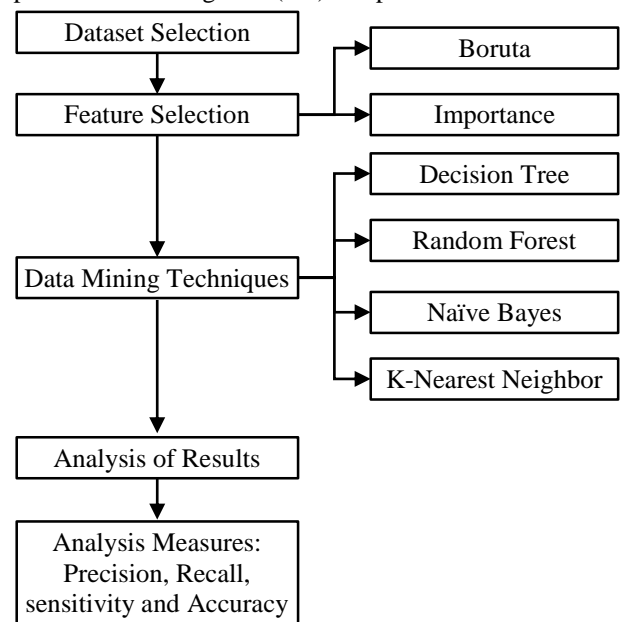 Dataset Selection
Boruta
Feature Selection
Importance
Decision Tree
Random Forest
Data Mining Techniques
Naïve Bayes
K-Nearest Neighbor
Analysis of Results
Analysis Measures:
Precision, Recall,
sensitivity and Accuracy